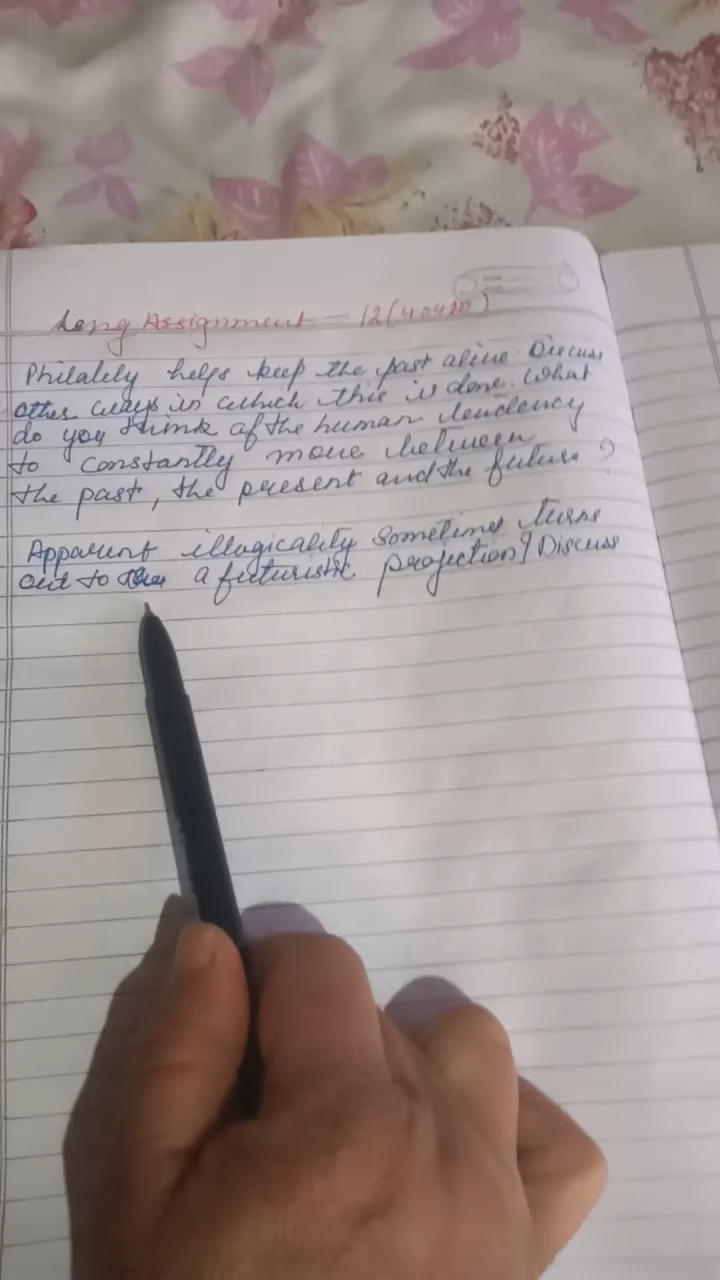 Long Assignment — 12(
Philately helps keep the past alive. Discuss
other ways in which this is done. What
do you think of the human tendency
to constantly move between
the past, the present and the future?
Apparent illogicality sometimes turns
out to be a futuristic projection? Discuss